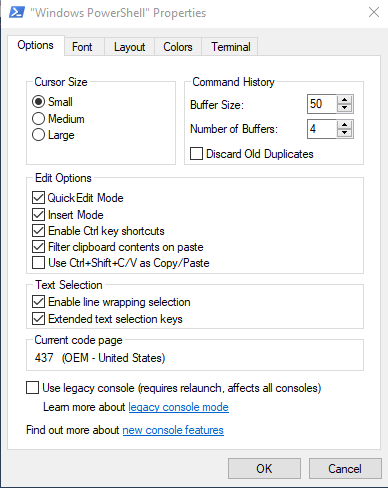 "Windows PowerShell" Properties
Options Font Layout Colors Terminal
Cursor Size
Small
Medium
Large
Command History
Buffer Size: 50
Number of Buffers: 4
Discard Old Duplicates
Edit Options
QuickEdit Mode
Insert Mode
Enable Ctrl key shortcuts
Filter clipboard contents on paste
Use Ctrl+Shift+C/V as Copy/Paste
Text Selection
Enable line wrapping selection
Extended text selection keys
Current code page
437 (OEM - United States)
Use legacy console (requires relaunch, affects all consoles)
Learn more about legacy console mode
Find out more about new console features
OK Cancel